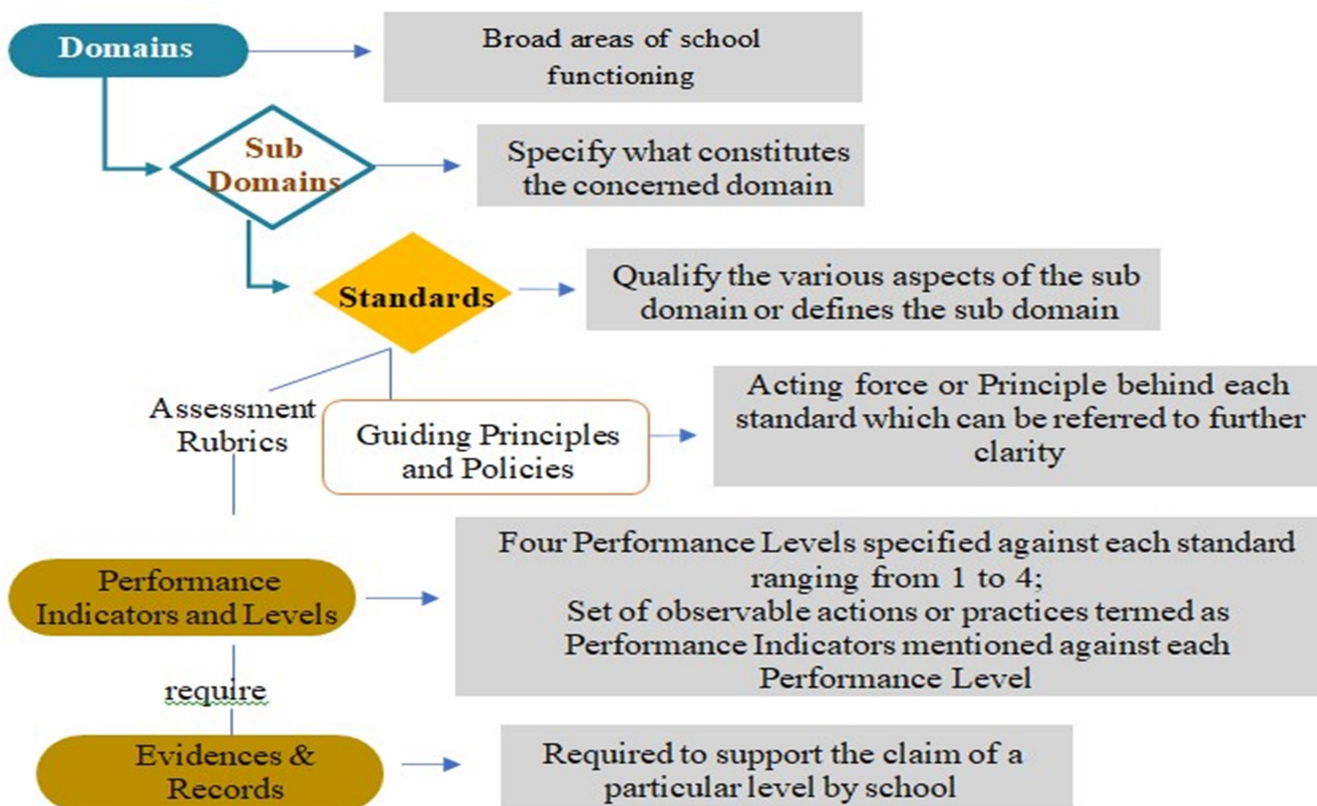 Domains
Broad areas of school
functioning
Sub
Domains
Specify what constitutes
the concerned domain
Standards
Qualify the various aspects of the sub
domain or defines the sub domain
Assessment
Rubrics
Guiding Principles
and Policies
Acting force or Principle behind each
standard which can be referred to further
clarity
Performance
Indicators and Levels
Four Performance Levels specified against each standard
ranging from 1 to 4;
Set of observable actions or practices termed as
Performance Indicators mentioned against each
Performance Level
require
Evidences &
Records
Required to support the claim of a
particular level by school